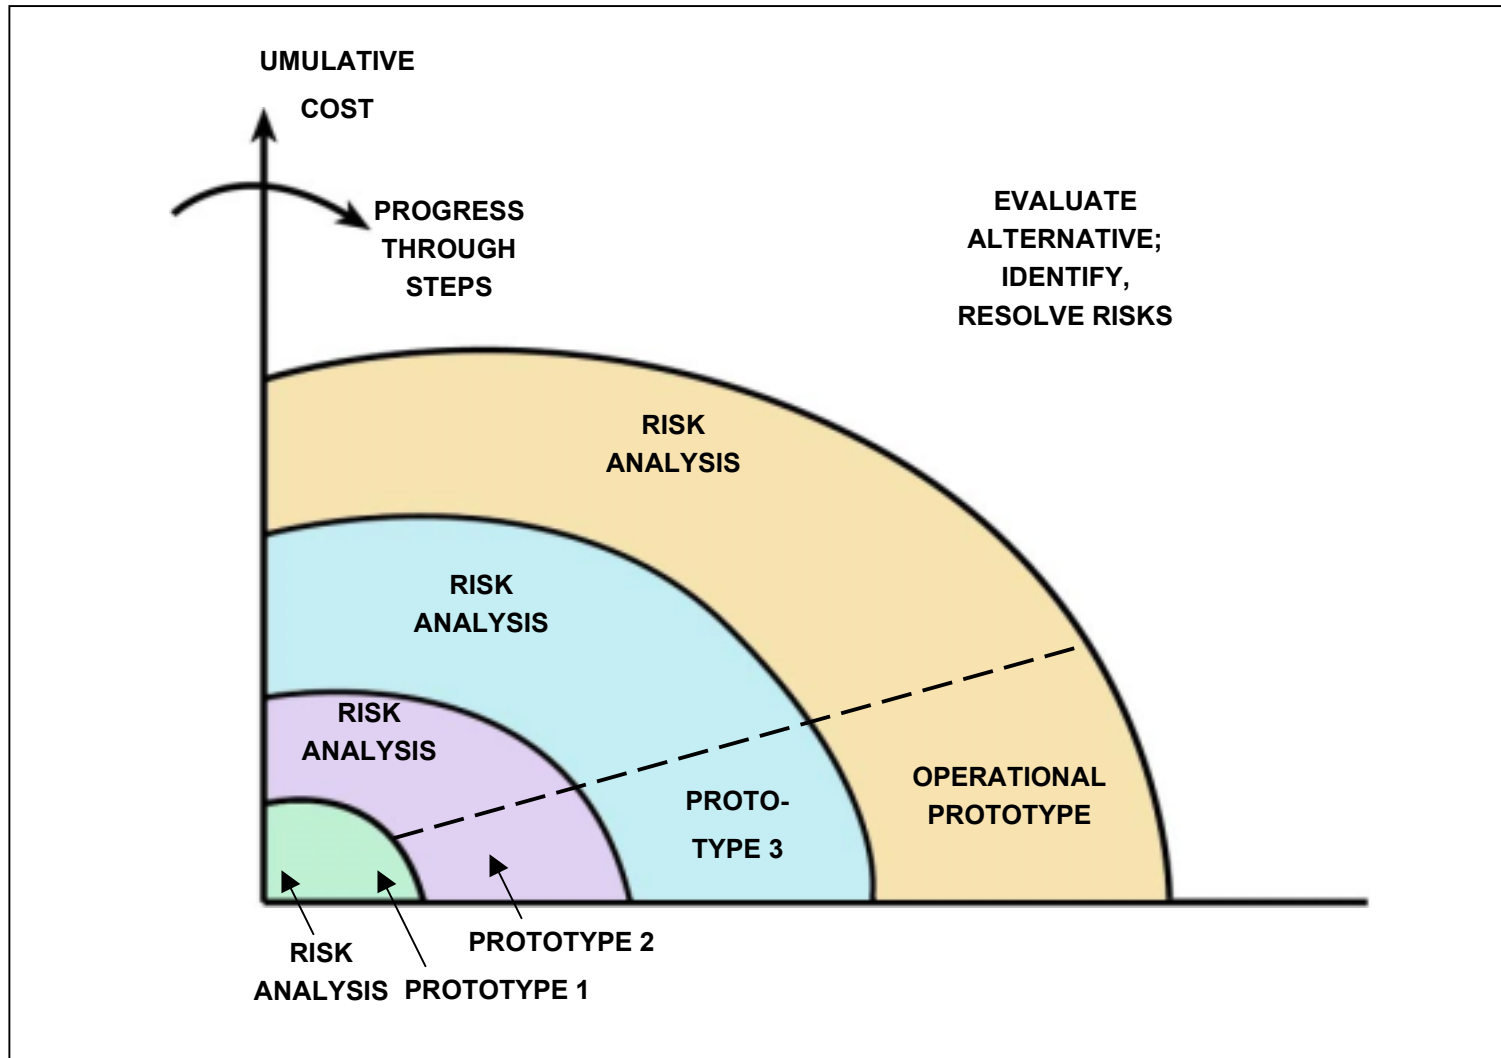 UMULATIVE
COST
PROGRESS
THROUGH
STEPS
EVALUATE
ALTERNATIVE;
IDENTIFY,
RESOLVE RISKS
RISK
ANALYSIS
RISK
ANALYSIS
RISK
ANALYSIS
OPERATIONAL
PROTOTYPE
PROTO-
TYPE 3
PROTOTYPE 2
RISK
ANALYSIS
PROTOTYPE 1